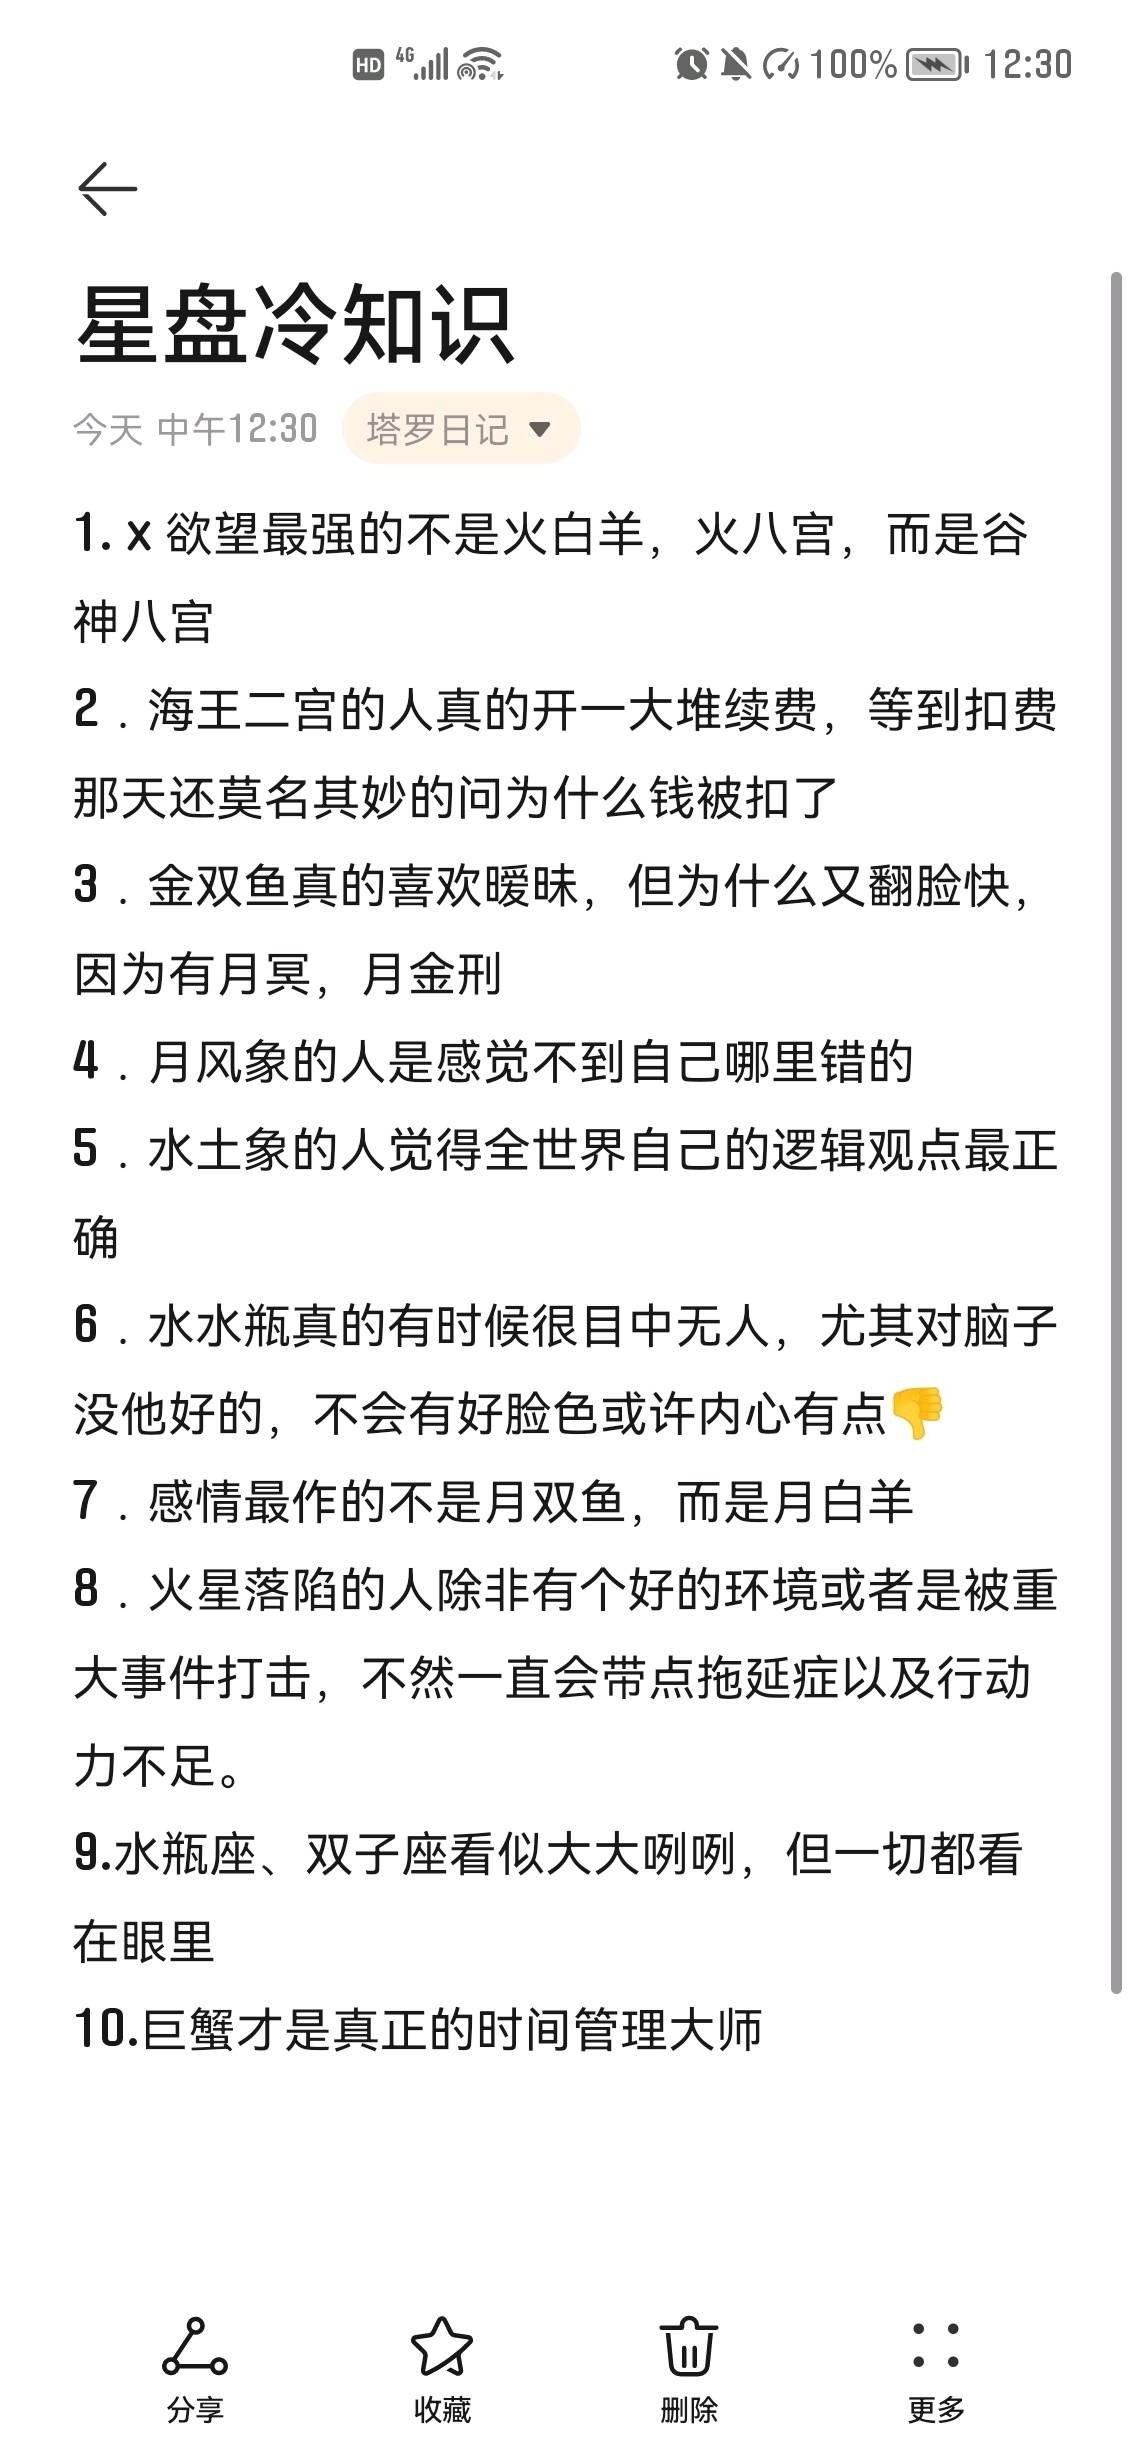 HD 4G 100% 12:30
星盘冷知识
今天 中午12:30 塔罗日记
1. x 欲望最强的不是火白羊，火八宫，而是谷
神八宫
2．海王二宫的人真的开一大堆续费，等到扣费
那天还莫名其妙的问为什么钱被扣了
3．金双鱼真的喜欢暧昧，但为什么又翻脸快，
因为有月冥，月金刑
4．月风象的人是感觉不到自己哪里错的
5．水土象的人觉得全世界自己的逻辑观点最正
确
6．水水瓶真的有时候很目中无人，尤其对脑子
没他好的，不会有好脸色或许内心有点👎
7．感情最作的不是月双鱼，而是月白羊
8．火星落陷的人除非有个好的环境或者是被重
大事件打击，不然一直会带点拖延症以及行动
力不足。
9.水瓶座、双子座看似大大咧咧，但一切都看
在眼里
10.巨蟹才是真正的时间管理大师
分享 收藏 删除 更多